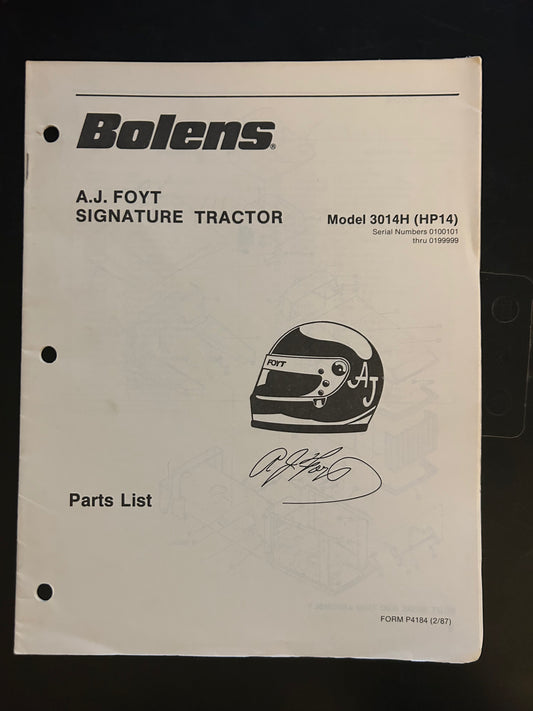 Bolens®
A.J. FOYT
SIGNATURE TRACTOR
Model 3014H (HP14)
Serial Numbers 0100101
thru 0199999
FOYT
AJ
A.J. Foyt
Parts List
FORM P4184 (2/87)